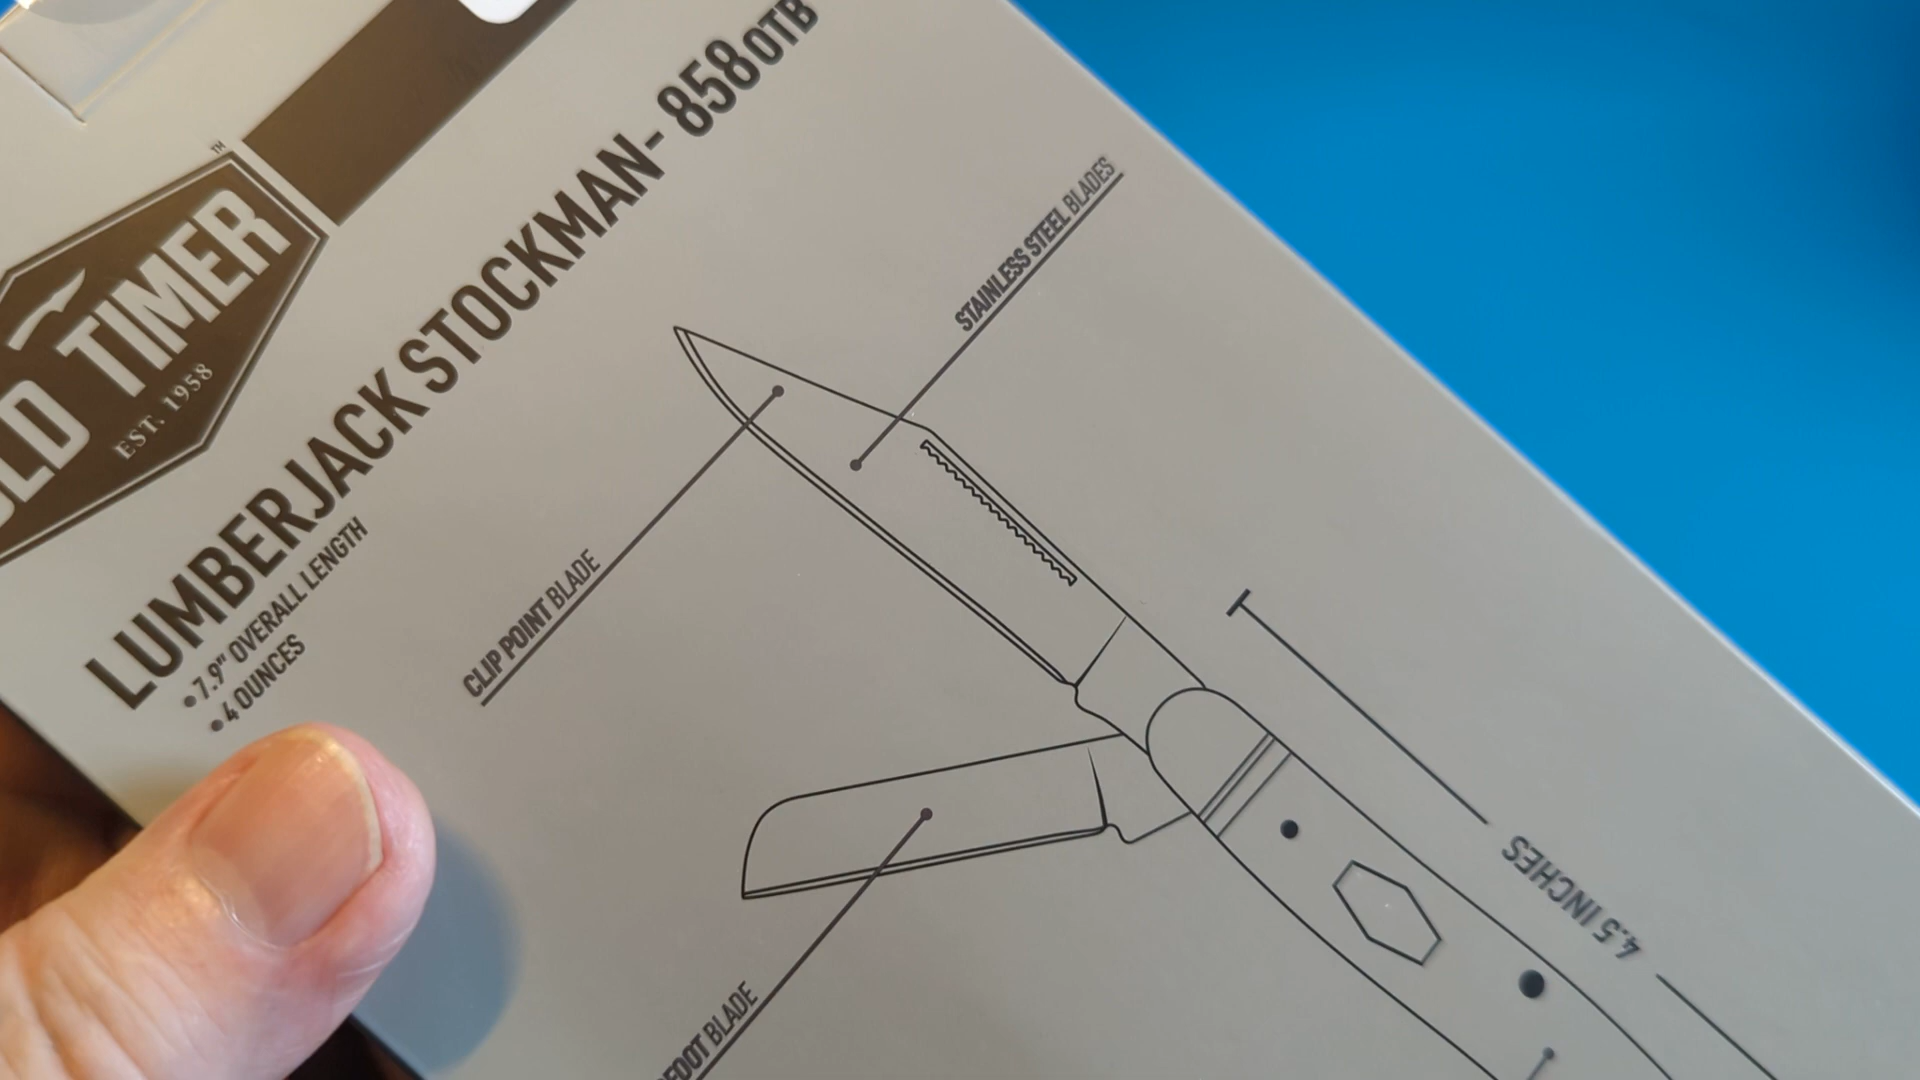 TM
OLD TIMER
EST. 1958
LUMBERJACK STOCKMAN- 858OTB
• 7.9" OVERALL LENGTH
• 4 OUNCES
STAINLESS STEEL BLADES
CLIP POINT BLADE
4.5 INCHES
FOOT BLADE